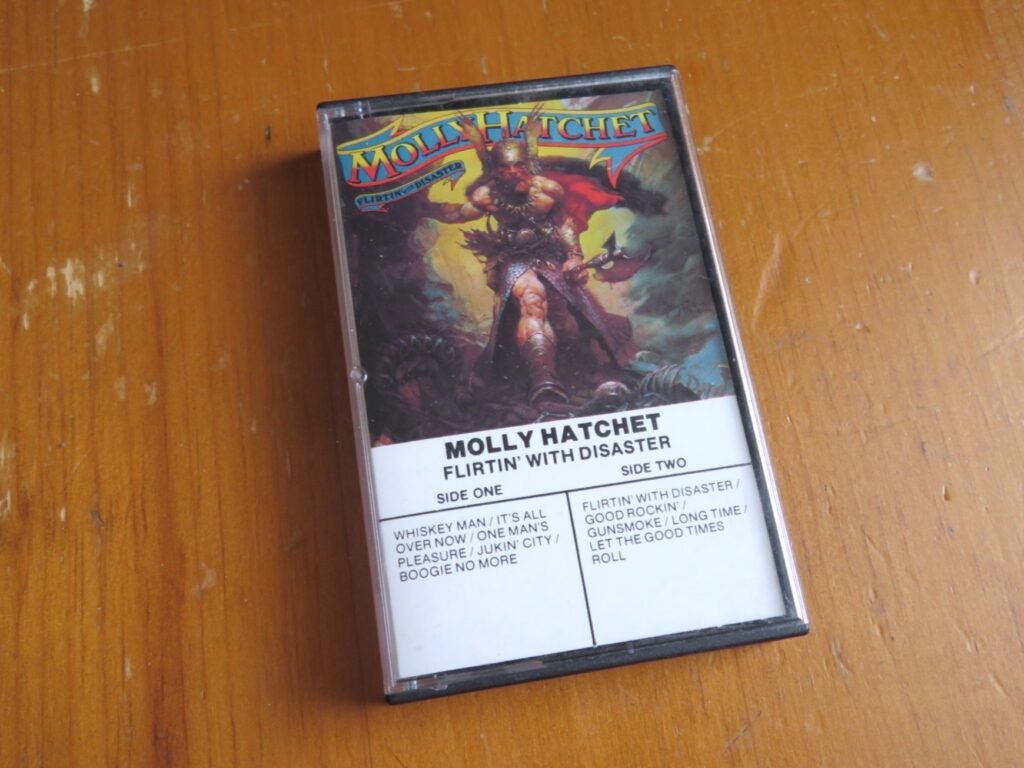 MOLLY HATCHET
FLIRTIN' WITH DISASTER
MOLLY HATCHET
FLIRTIN' WITH DISASTER
SIDE ONE
WHISKEY MAN / IT'S ALL
OVER NOW / ONE MAN'S
PLEASURE / JUKIN' CITY /
BOOGIE NO MORE
SIDE TWO
FLIRTIN' WITH DISASTER /
GOOD ROCKIN' /
GUNSMOKE / LONG TIME /
LET THE GOOD TIMES
ROLL